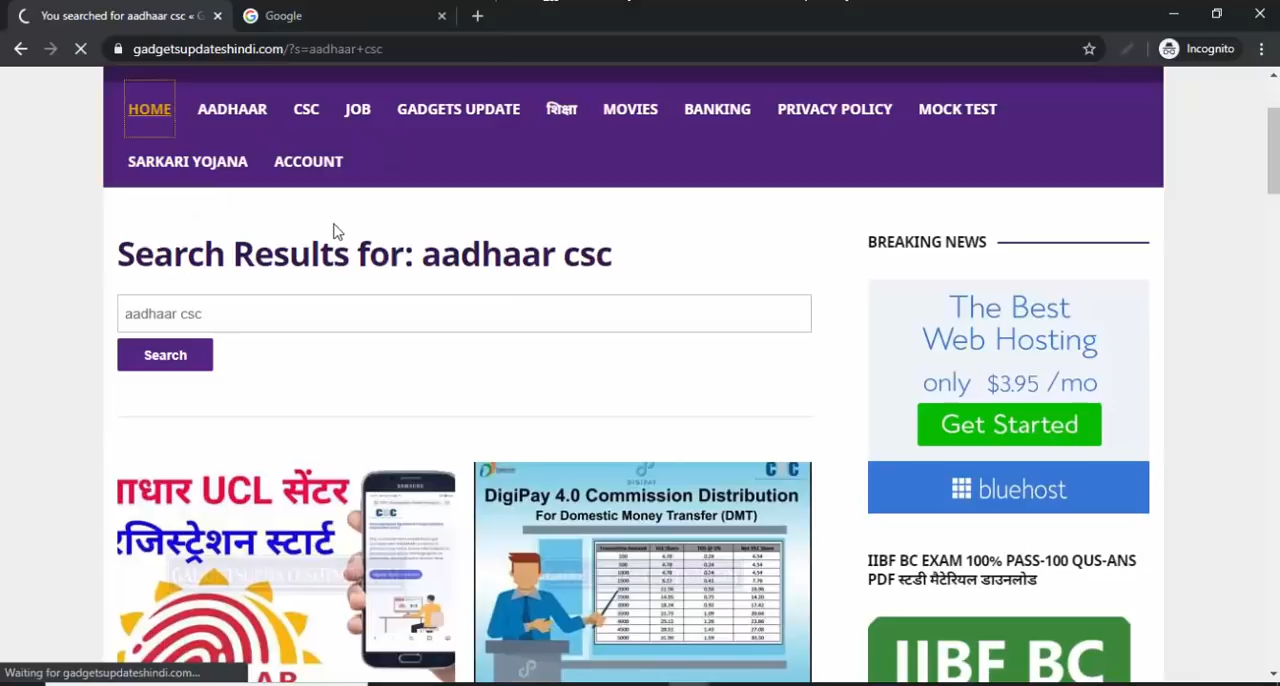 You searched for aadhaar csc « G
Google
gadgetsupdateshindi.com/?s=aadhaar+csc
Incognito
HOME AADHAAR CSC JOB GADGETS UPDATE शिक्षा MOVIES BANKING PRIVACY POLICY MOCK TEST
SARKARI YOJANA ACCOUNT
Search Results for: aadhaar csc
aadhaar csc
Search
BREAKING NEWS
The Best
Web Hosting
only $3.95 /mo
Get Started
bluehost
IIBF BC EXAM 100% PASS-100 QUS-ANS
PDF स्टडी मैटेरियल डाउनलोड
IIBF BC
ाधार UCL सेंटर
रजिस्ट्रेशन स्टार्ट
DigiPay 4.0 Commission Distribution
For Domestic Money Transfer (DMT)
Waiting for gadgetsupdateshindi.com...